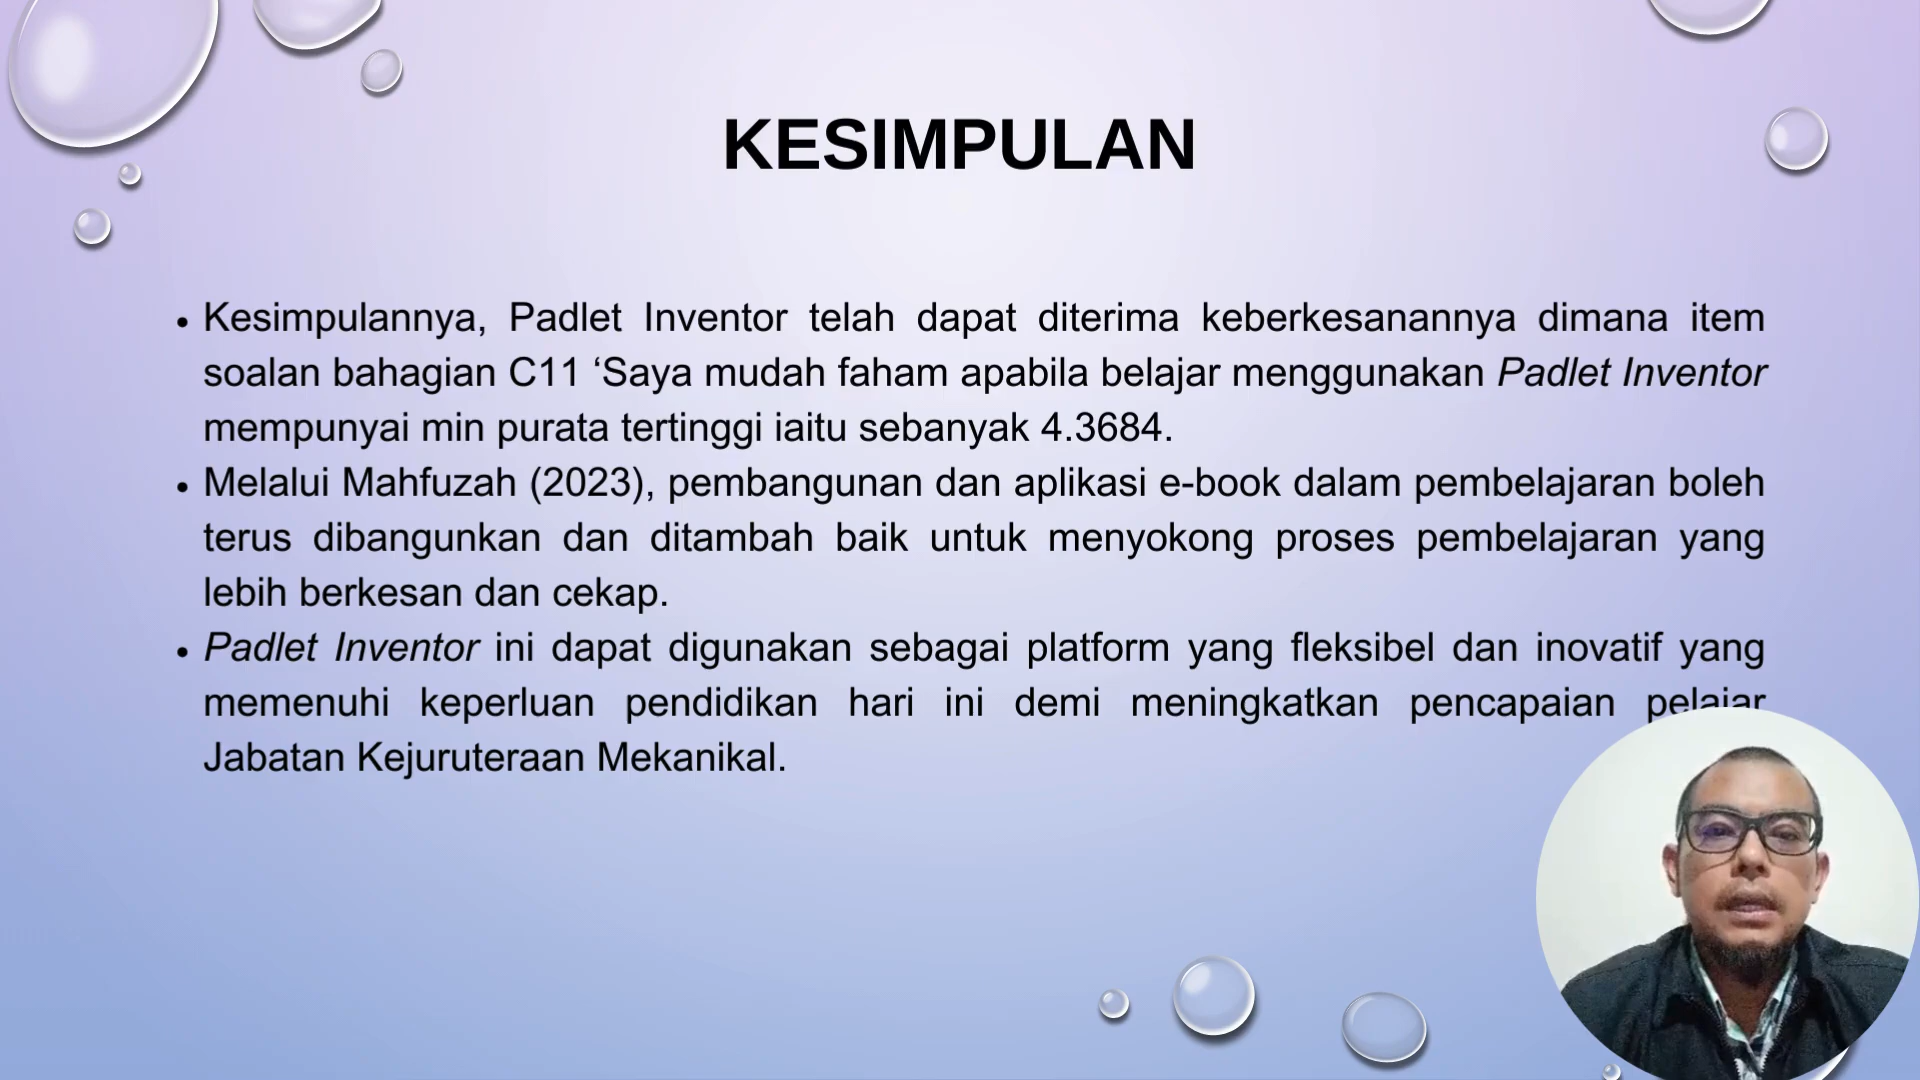 KESIMPULAN
• Kesimpulannya, Padlet Inventor telah dapat diterima keberkesanannya dimana item
soalan bahagian C11 ‘Saya mudah faham apabila belajar menggunakan Padlet Inventor
mempunyai min purata tertinggi iaitu sebanyak 4.3684.
• Melalui Mahfuzah (2023), pembangunan dan aplikasi e-book dalam pembelajaran boleh
terus dibangunkan dan ditambah baik untuk menyokong proses pembelajaran yang
lebih berkesan dan cekap.
• Padlet Inventor ini dapat digunakan sebagai platform yang fleksibel dan inovatif yang
memenuhi keperluan pendidikan hari ini demi meningkatkan pencapaian pelajar
Jabatan Kejuruteraan Mekanikal.